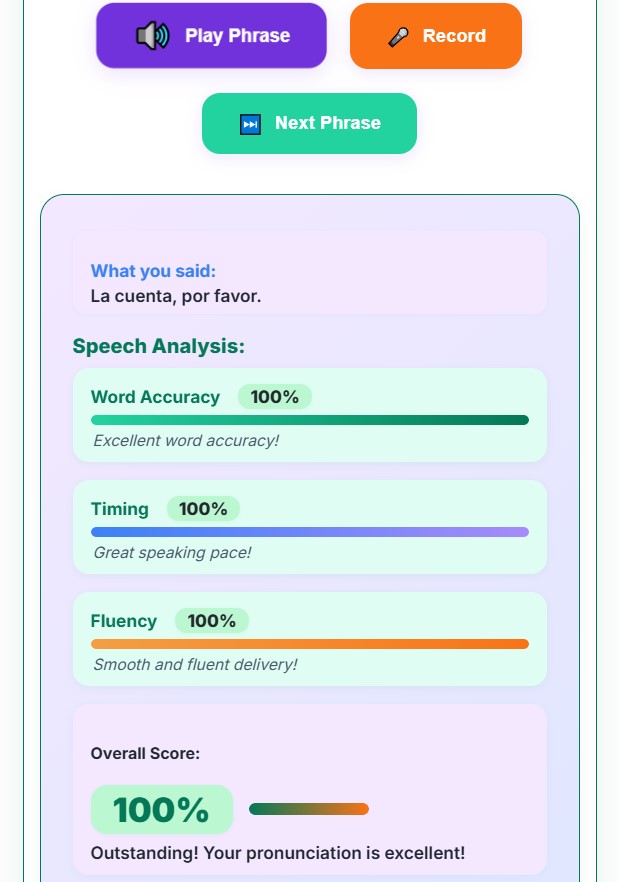 Play Phrase
Record
Next Phrase
What you said:
La cuenta, por favor.
Speech Analysis:
Word Accuracy 100%
Excellent word accuracy!
Timing 100%
Great speaking pace!
Fluency 100%
Smooth and fluent delivery!
Overall Score:
100%
Outstanding! Your pronunciation is excellent!